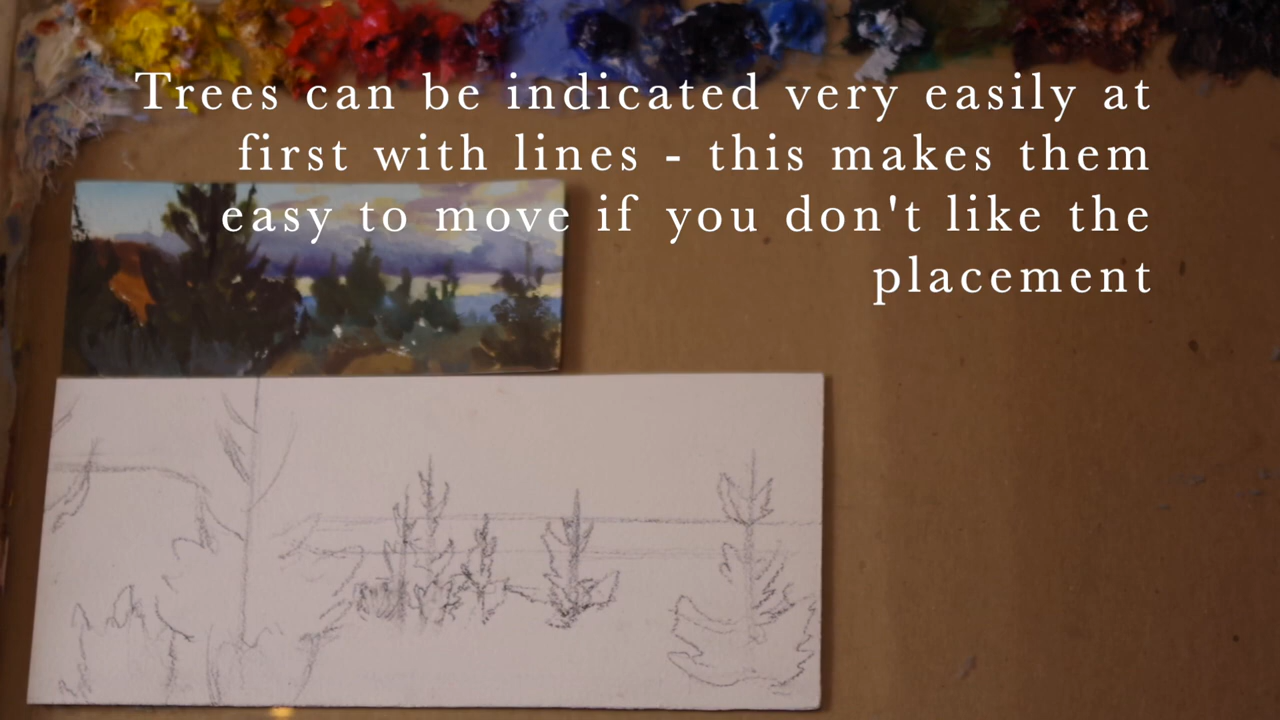 Trees can be indicated very easily at
first with lines - this makes them
easy to move if you don't like the
placement